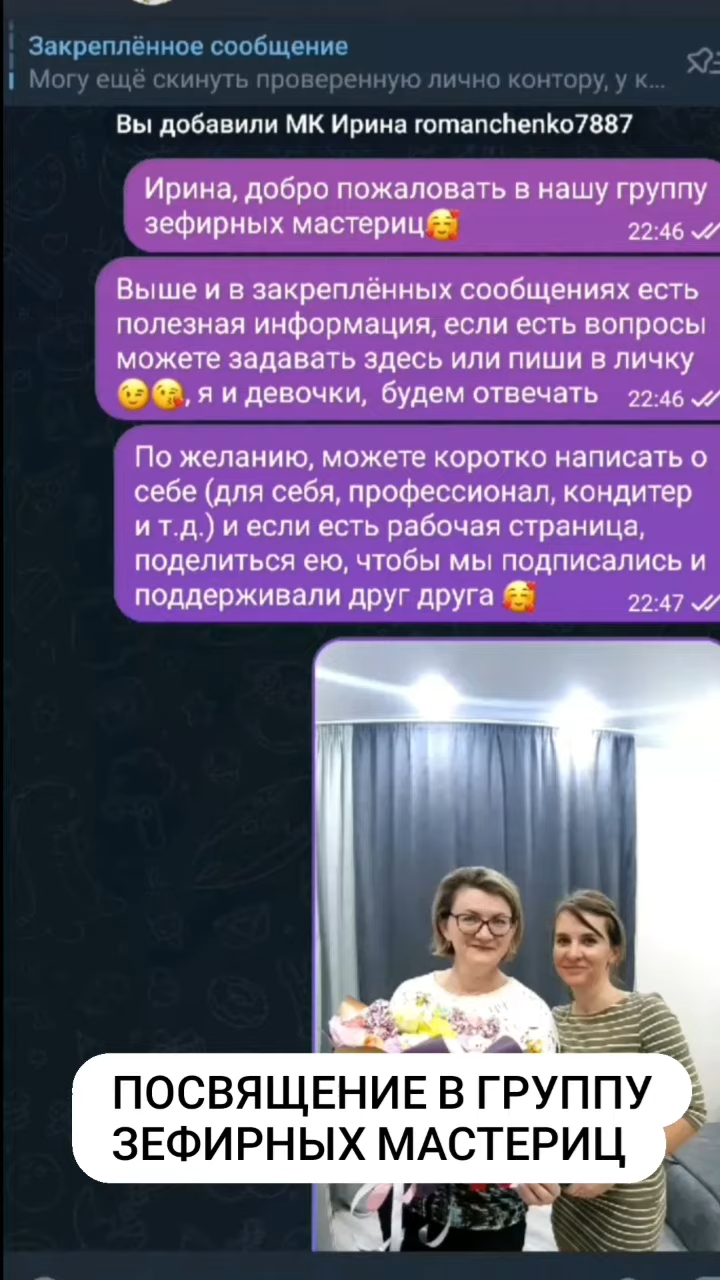 Закреплённое сообщение
Могу ещё скинуть проверенную лично контору, у к...
Вы добавили МК Ирина romanchenko7887
Ирина, добро пожаловать в нашу группу
зефирных мастериц🥰
22:46
Выше и в закреплённых сообщениях есть
полезная информация, если есть вопросы
можете задавать здесь или пиши в личку
😉😘, я и девочки, будем отвечать
22:46
По желанию, можете коротко написать о
себе (для себя, профессионал, кондитер
и т.д.) и если есть рабочая страница,
поделиться ею, чтобы мы подписались и
поддерживали друг друга 🥰
22:47
ПОСВЯЩЕНИЕ В ГРУППУ
ЗЕФИРНЫХ МАСТЕРИЦ